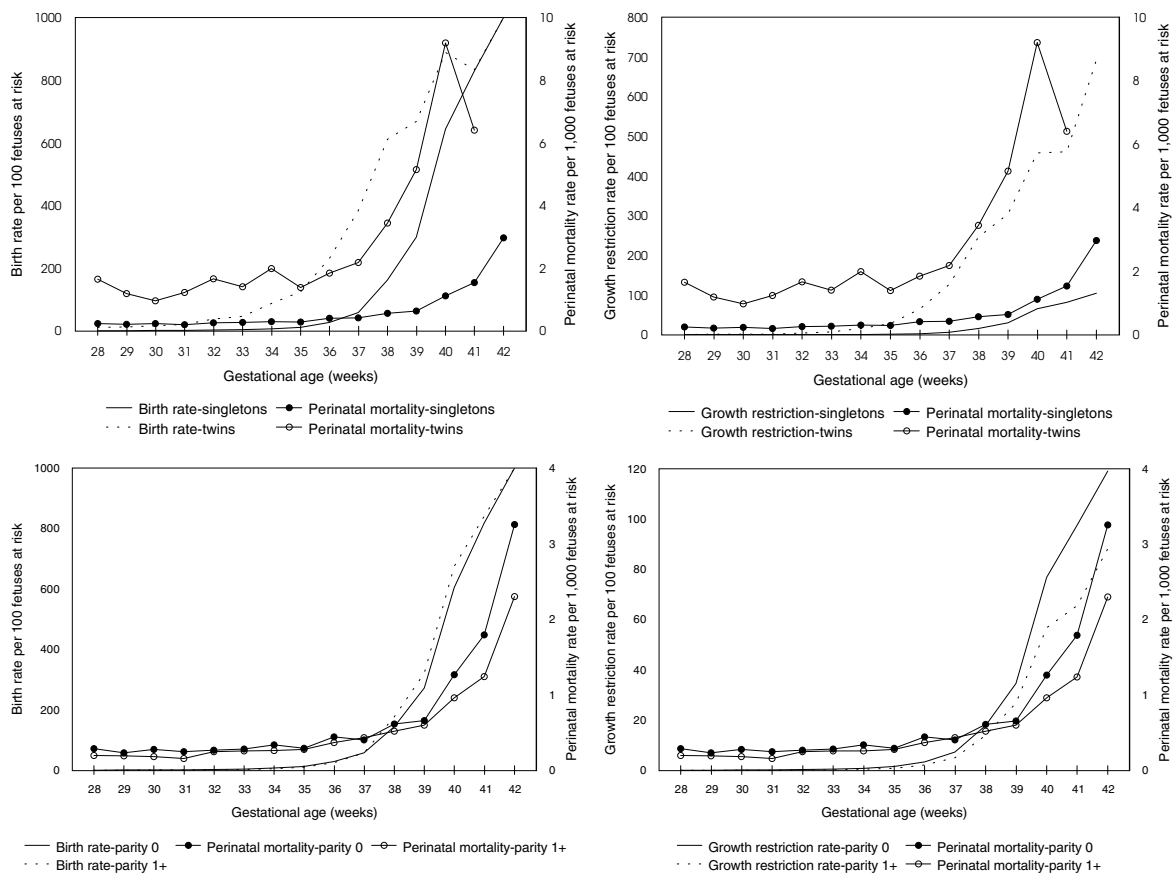 1000
800
600
400
200
0
10
8
6
4
2
0
Birth rate per 100 fetuses at risk
Perinatal mortality rate per 1,000 fetuses at risk
28 29 30 31 32 33 34 35 36 37 38 39 40 41 42
Gestational age (weeks)
Birth rate-singletons Perinatal mortality-singletons
Birth rate-twins Perinatal mortality-twins
800
700
600
500
400
300
200
100
0
10
8
6
4
2
0
Growth restriction rate per 100 fetuses at risk
Perinatal mortality rate per 1,000 fetuses at risk
28 29 30 31 32 33 34 35 36 37 38 39 40 41 42
Gestational age (weeks)
Growth restriction-singletons Perinatal mortality-singletons
Growth restriction-twins Perinatal mortality-twins
1000
800
600
400
200
0
4
3
2
1
0
Birth rate per 100 fetuses at risk
Perinatal mortality rate per 1,000 fetuses at risk
28 29 30 31 32 33 34 35 36 37 38 39 40 41 42
Gestational age (weeks)
Birth rate-parity 0 Perinatal mortality-parity 0 Perinatal mortality-parity 1+
Birth rate-parity 1+
120
100
80
60
40
20
0
4
3
2
1
0
Growth restriction rate per 100 fetuses at risk
Perinatal mortality rate per 1,000 fetuses at risk
28 29 30 31 32 33 34 35 36 37 38 39 40 41 42
Gestational age (weeks)
Growth restriction rate-parity 0 Perinatal mortality-parity 0
Growth restriction rate-parity 1+ Perinatal mortality-parity 1+